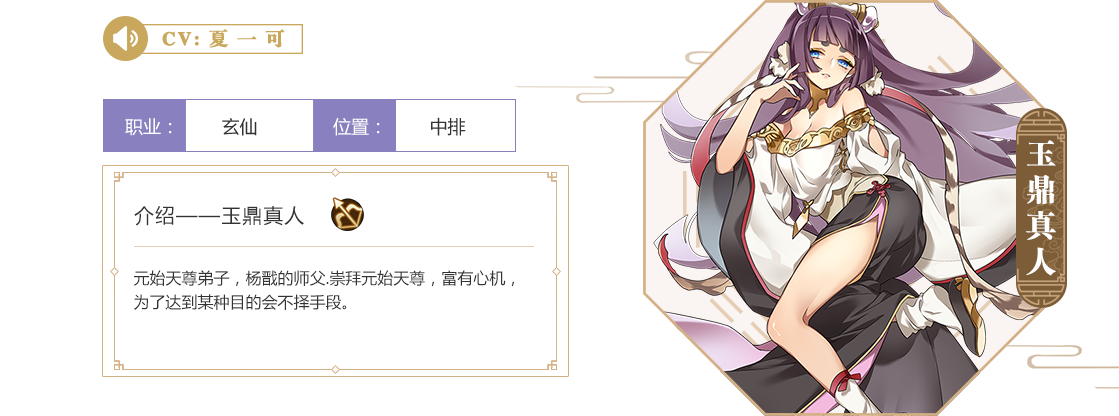 CV: 夏一可
职业： 玄仙 位置： 中排
介绍——玉鼎真人
元始天尊弟子，杨戬的师父.崇拜元始天尊，富有心机，
为了达到某种目的会不择手段。
玉鼎真人